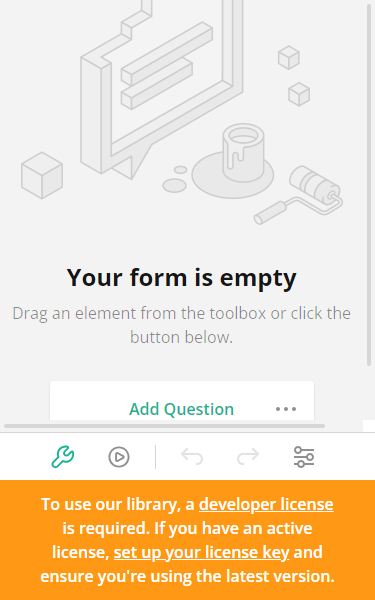 Your form is empty
Drag an element from the toolbox or click the
button below.
Add Question
To use our library, a developer license
is required. If you have an active
license, set up your license key and
ensure you're using the latest version.